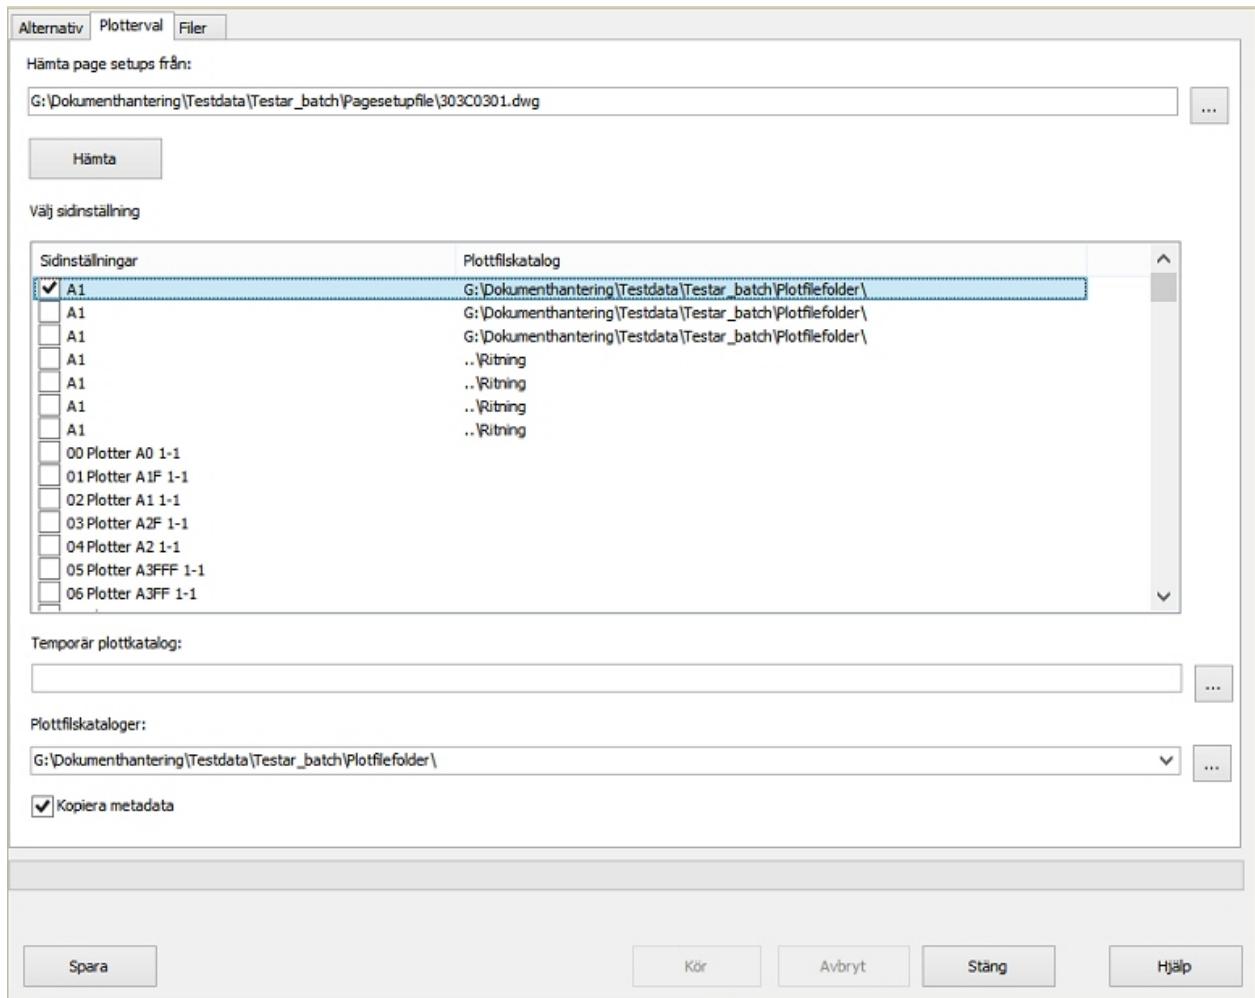 Alternativ Plotterval Filer
Hämta page setups från:
G:\Dokumenthantering\Testdata\Testar_batch\Pagesetupfile\303C0301.dwg ...
Hämta
Välj sidinställning
Sidinställningar Plottfilskatalog
A1 G:\Dokumenthantering\Testdata\Testar_batch\Plotfilefolder\
A1 G:\Dokumenthantering\Testdata\Testar_batch\Plotfilefolder\
A1 G:\Dokumenthantering\Testdata\Testar_batch\Plotfilefolder\
A1 ..\Ritning
A1 ..\Ritning
A1 ..\Ritning
A1 ..\Ritning
00 Plotter A0 1-1
01 Plotter A1F 1-1
02 Plotter A1 1-1
03 Plotter A2F 1-1
04 Plotter A2 1-1
05 Plotter A3FFF 1-1
06 Plotter A3FF 1-1
Temporär plottkatalog:
...
Plottfilskataloger:
G:\Dokumenthantering\Testdata\Testar_batch\Plotfilefolder\ ...
Kopiera metadata
Spara Kör Avbryt Stäng Hjälp